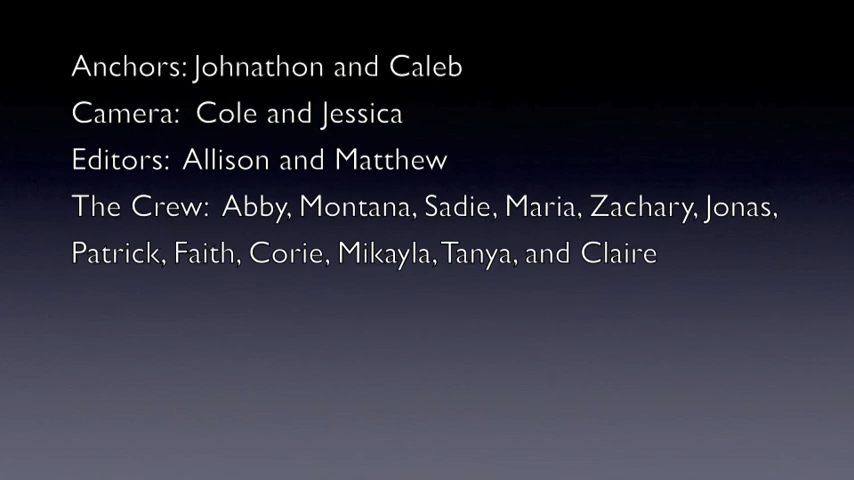 Anchors: Johnathon and Caleb
Camera:  Cole and Jessica
Editors:  Allison and Matthew
The Crew:  Abby, Montana, Sadie, Maria, Zachary, Jonas,
Patrick, Faith, Corie, Mikayla, Tanya, and Claire